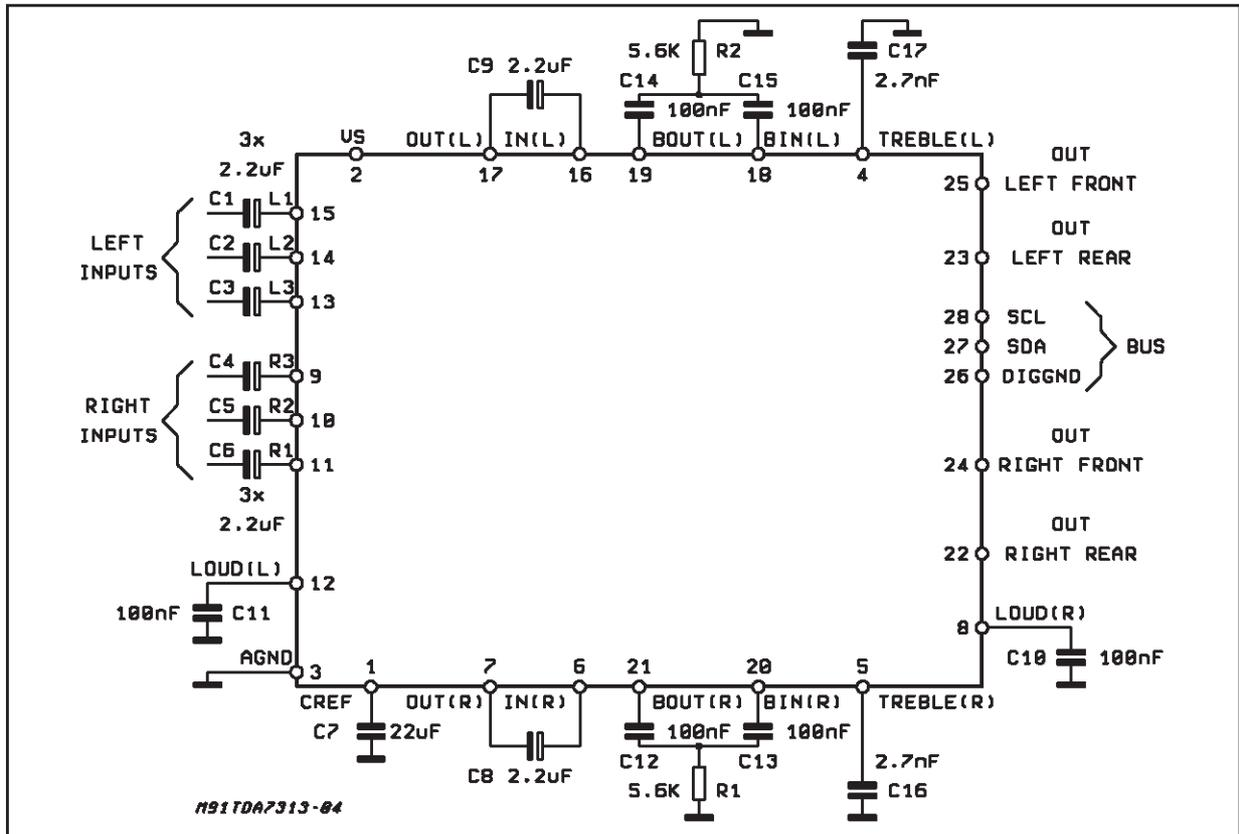 5.6K R2 C17
C9 2.2uF C14 C15 2.7nF
100nF 100nF
3x VS OUT(L) IN(L) BOUT(L) BIN(L) TREBLE(L) OUT
2.2uF 2 17 16 19 18 4
25 LEFT FRONT
C1 L1 15
OUT
LEFT C2 L2 14 23 LEFT REAR
INPUTS
C3 L3 13
28 SCL
27 SDA BUS
C4 R3 9 26 DIGGND
RIGHT C5 R2 10
INPUTS OUT
C6 R1 11 24 RIGHT FRONT
3x
2.2uF OUT
22 RIGHT REAR
LOUD(L) 12
100nF C11 8 LOUD(R)
AGND 3 1 7 6 21 20 5 C10 100nF
CREF OUT(R) IN(R) BOUT(R) BIN(R) TREBLE(R)
C7 22uF 100nF 100nF
C8 2.2uF C12 C13 2.7nF
5.6K R1 C16
M91TDA7313-04